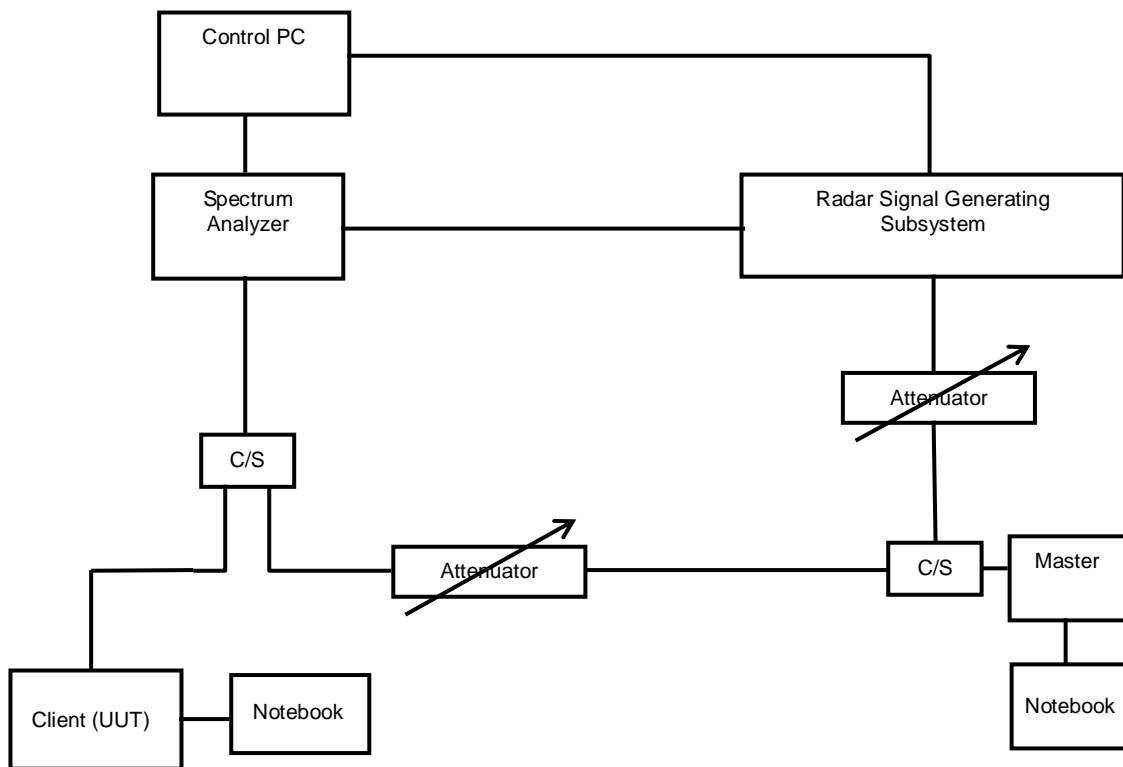 Control PC
Spectrum
Analyzer
Radar Signal Generating
Subsystem
Attenuator
C/S
Attenuator
C/S
Master
Client (UUT)
Notebook
Notebook